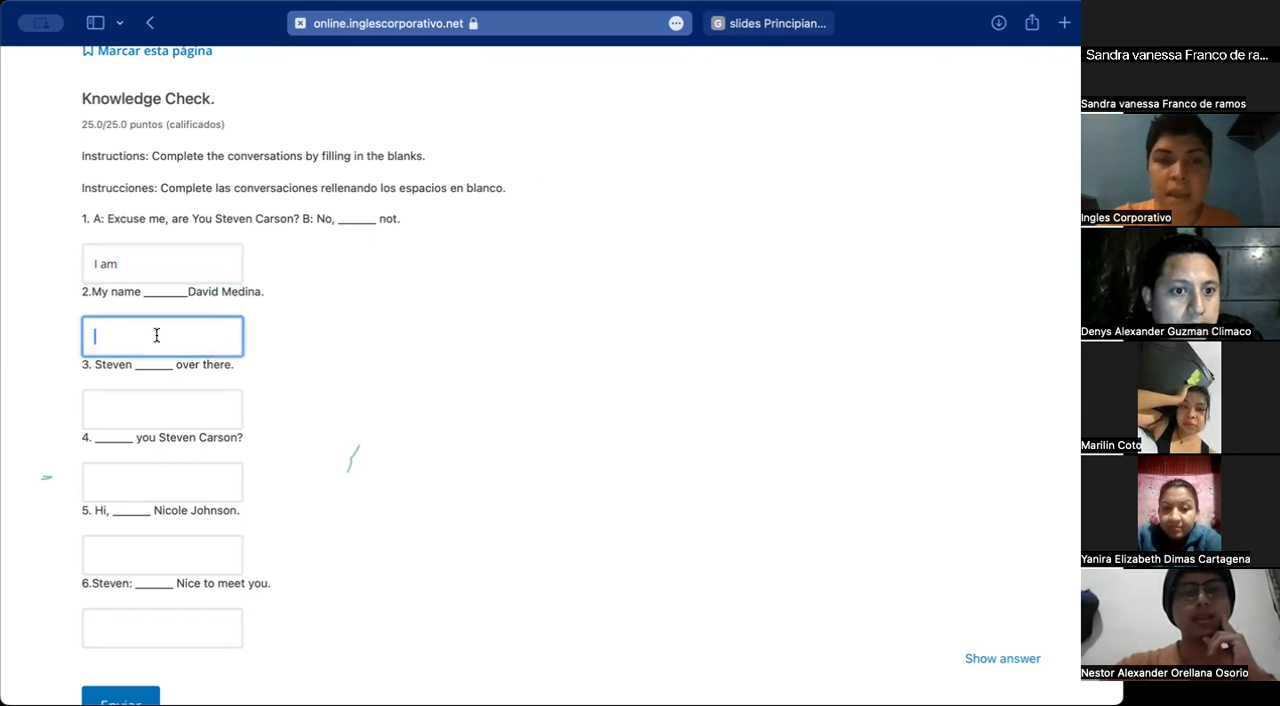 online.inglescorporativo.net
slides Principian...
Marcar esta página
Knowledge Check.
25.0/25.0 puntos (calificados)
Instructions: Complete the conversations by filling in the blanks.
Instrucciones: Complete las conversaciones rellenando los espacios en blanco.
1. A: Excuse me, are You Steven Carson? B: No, ______ not.
I am
2.My name _______David Medina.
3. Steven ______ over there.
4. ______ you Steven Carson?
5. Hi, ______ Nicole Johnson.
6.Steven: ______ Nice to meet you.
Show answer
Enviar
Sandra vanessa Franco de ra...
Sandra vanessa Franco de ramos
Ingles Corporativo
Denys Alexander Guzman Climaco
Marilin Coto
Yanira Elizabeth Dimas Cartagena
Nestor Alexander Orellana Osorio